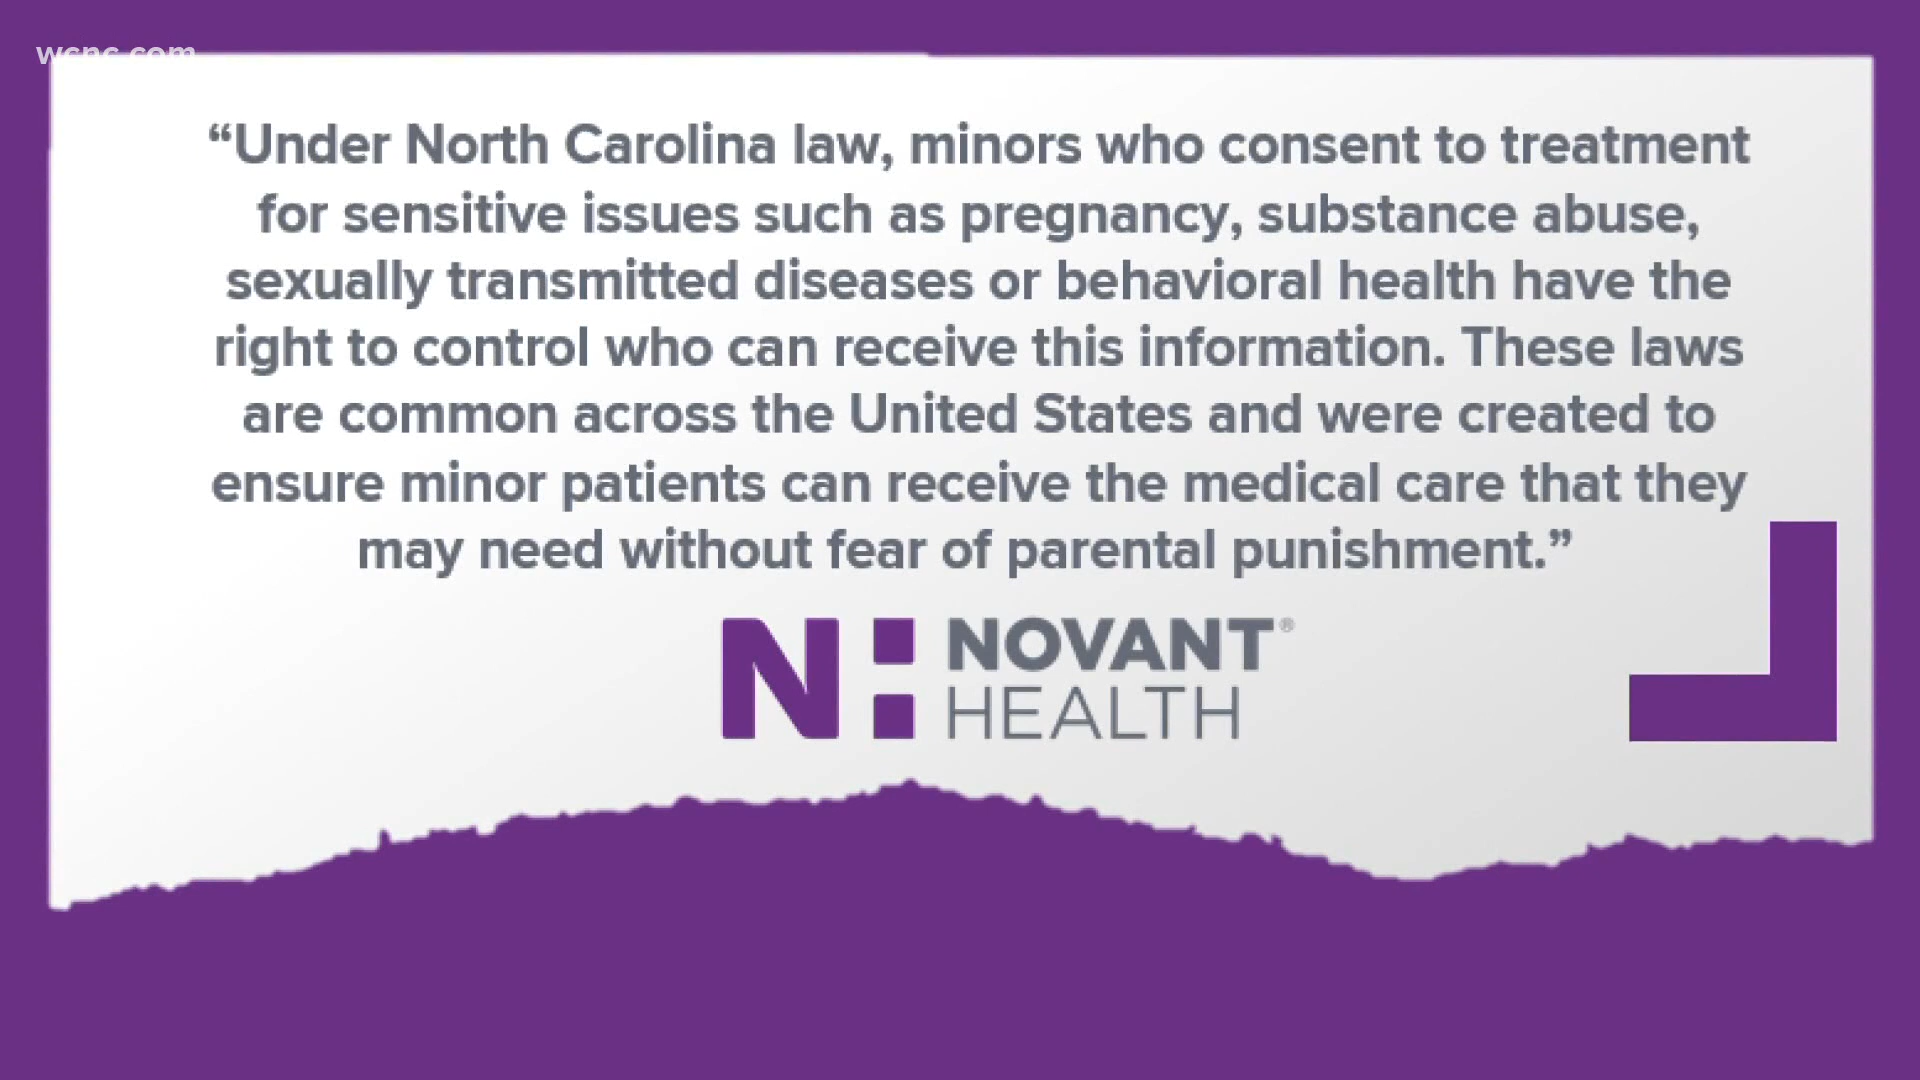 wcnc.com
“Under North Carolina law, minors who consent to treatment
for sensitive issues such as pregnancy, substance abuse,
sexually transmitted diseases or behavioral health have the
right to control who can receive this information. These laws
are common across the United States and were created to
ensure minor patients can receive the medical care that they
may need without fear of parental punishment.”
N: NOVANT®
HEALTH